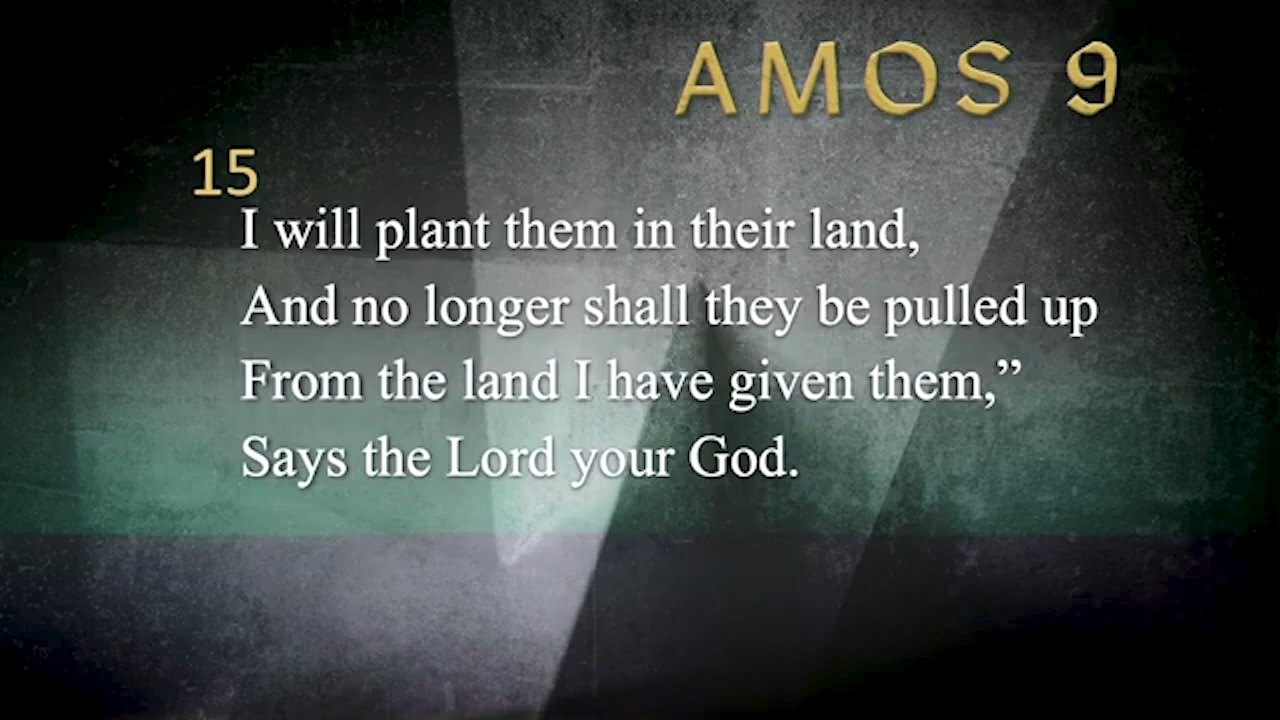 AMOS 9
15
I will plant them in their land,
And no longer shall they be pulled up
From the land I have given them,”
Says the Lord your God.